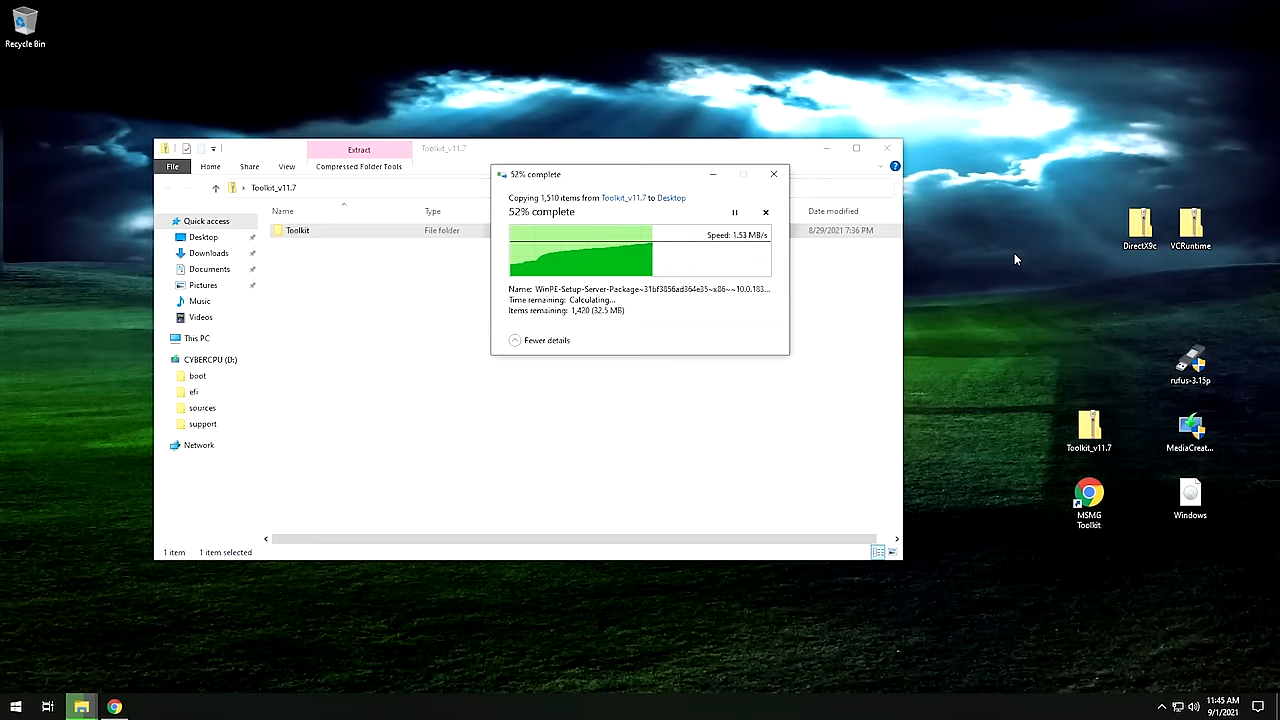 Recycle Bin
Extract
Toolkit_v11.7
File
Home
Share
View
Compressed Folder Tools
Toolkit_v11.7
Name
Type
Date modified
Toolkit
File folder
8/29/2021 7:36 PM
Quick access
Desktop
Downloads
Documents
Pictures
Music
Videos
This PC
CYBERCPU (D:)
boot
efi
sources
support
Network
1 item
1 item selected
52% complete
Copying 1,510 items from Toolkit_v11.7 to Desktop
52% complete
Speed: 1.53 MB/s
Name: WinPE-Setup-Server-Package~31bf3856ad364e35~x86~~10.0.183...
Time remaining: Calculating...
Items remaining: 1,420 (32.5 MB)
Fewer details
DirectX9c
VCRuntime
rufus-3.15p
Toolkit_v11.7
MediaCreat...
MSMG
Toolkit
Windows
11:45 AM
9/1/2021